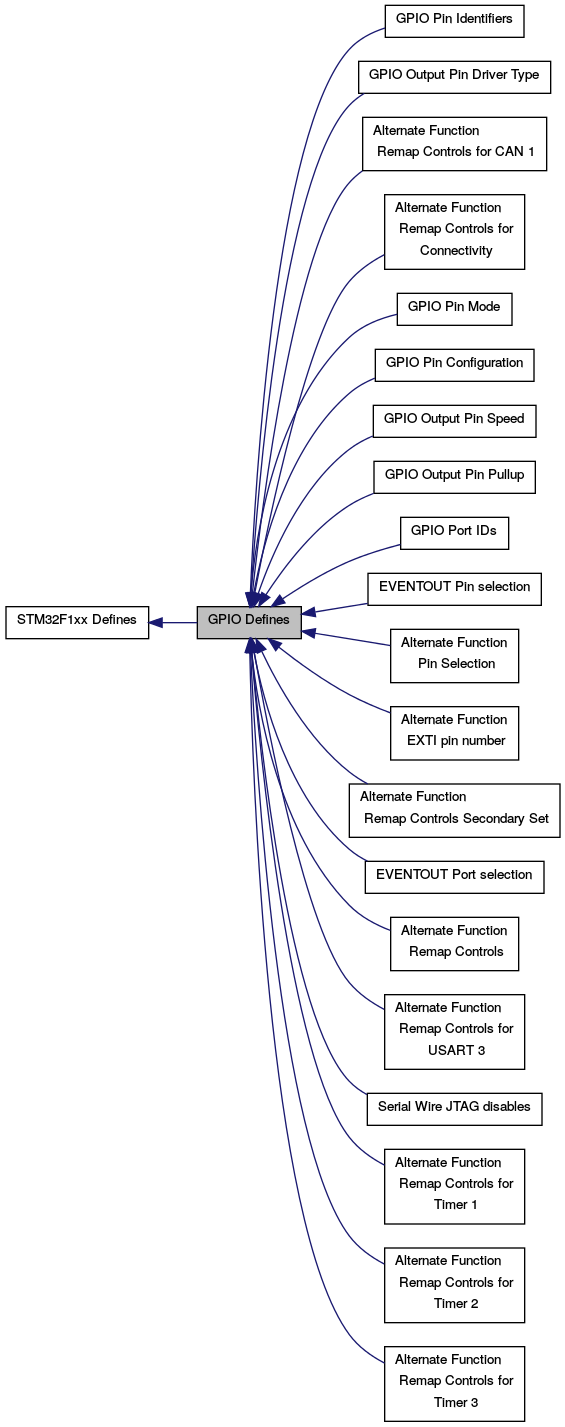 GPIO Pin Identifiers
GPIO Output Pin Driver Type
Alternate Function
Remap Controls for CAN 1
Alternate Function
Remap Controls for
Connectivity
GPIO Pin Mode
GPIO Pin Configuration
GPIO Output Pin Speed
GPIO Output Pin Pullup
GPIO Port IDs
EVENTOUT Pin selection
STM32F1xx Defines
GPIO Defines
Alternate Function
Pin Selection
Alternate Function
EXTI pin number
Alternate Function
Remap Controls Secondary Set
EVENTOUT Port selection
Alternate Function
Remap Controls
Alternate Function
Remap Controls for
USART 3
Serial Wire JTAG disables
Alternate Function
Remap Controls for
Timer 1
Alternate Function
Remap Controls for
Timer 2
Alternate Function
Remap Controls for
Timer 3